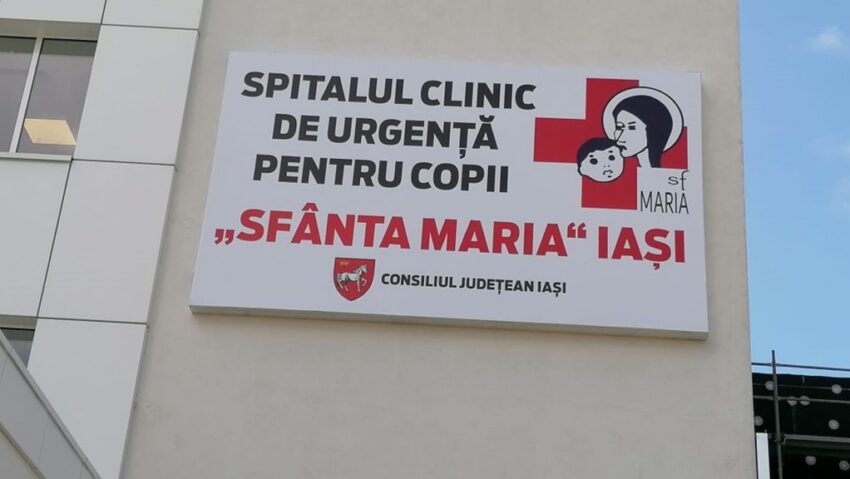 SPITALUL CLINIC
DE URGENȚĂ
PENTRU COPII
„SFÂNTA MARIA“ IAȘI
sf
MARIA
CONSILIUL JUDEȚEAN IAȘI